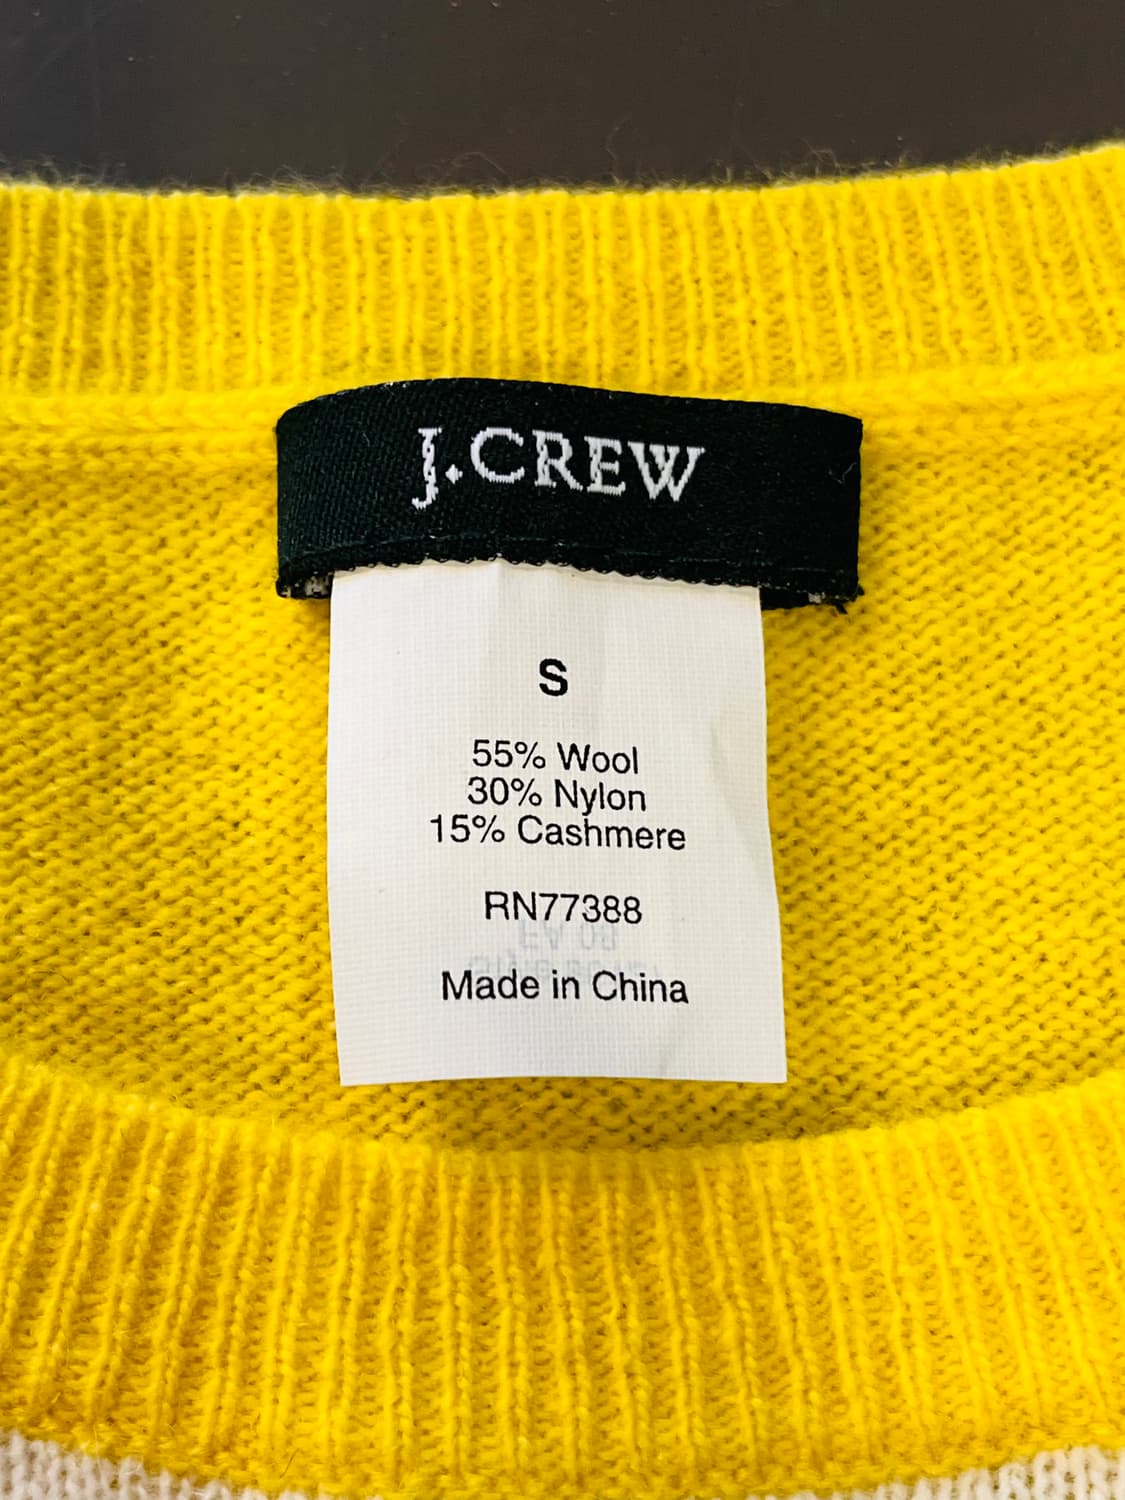 J.CREW
S
55% Wool
30% Nylon
15% Cashmere
RN77388
Made in China